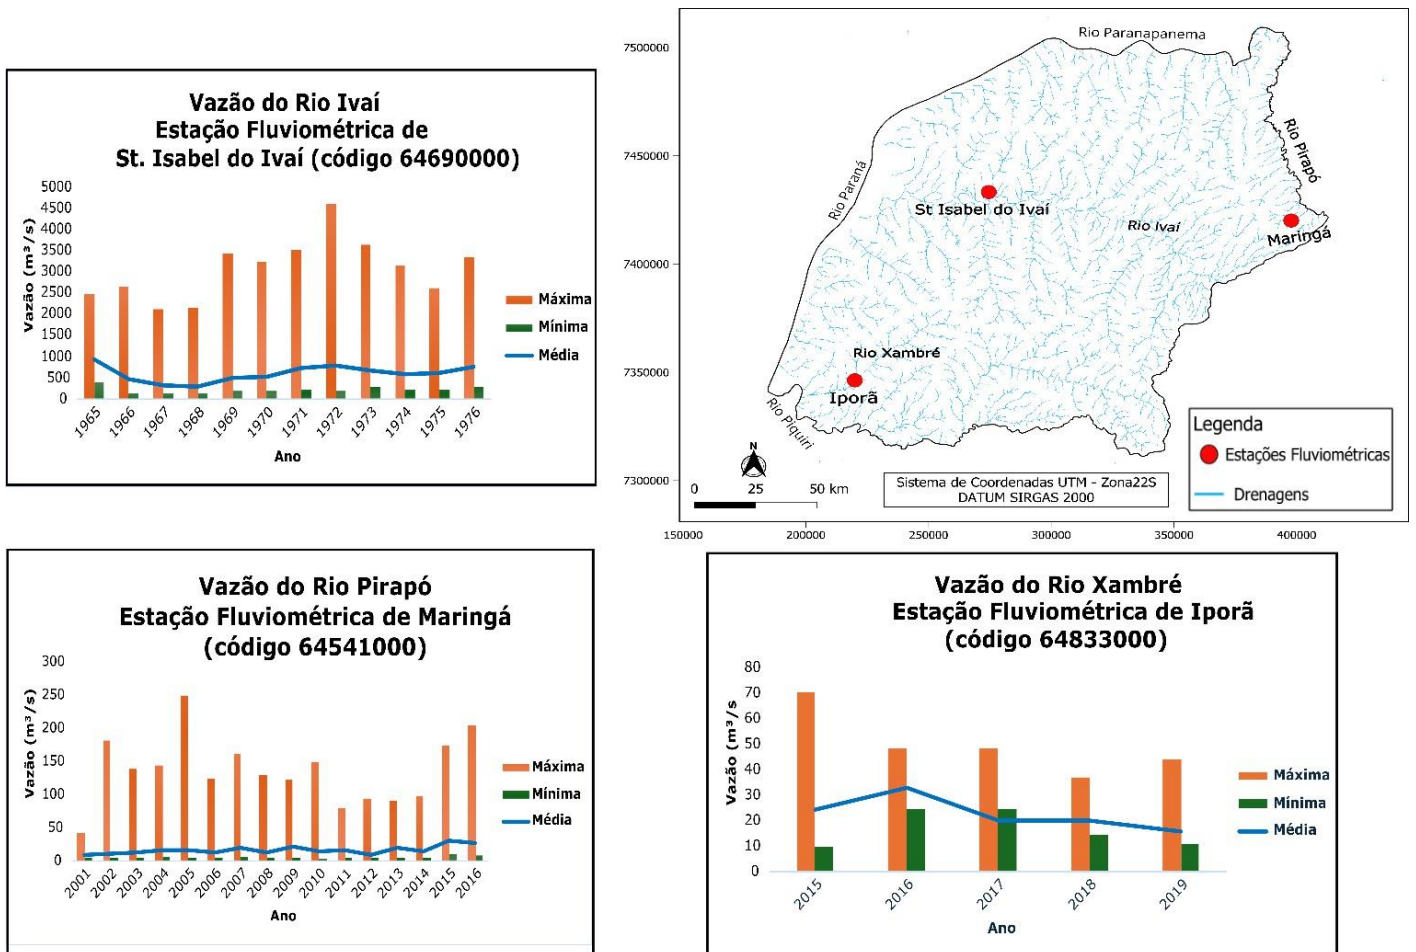 Vazão do Rio Ivaí
Estação Fluviométrica de
St. Isabel do Ivaí (código 64690000)
Vazão (m³/s)
5000
4500
4000
3500
3000
2500
2000
1500
1000
500
0
1965
1966
1967
1968
1969
1970
1971
1972
1973
1974
1975
1976
Ano
Máxima
Mínima
Média
7500000
7450000
7400000
7350000
7300000
150000
200000
250000
300000
350000
400000
Rio Paranapanema
Rio Pirapó
Rio Paraná
St Isabel do Ivaí
Rio Ivaí
Maringá
Rio Xambré
Iporã
Rio Piquiri
N
0 25 50 km
Sistema de Coordenadas UTM - Zona22S
DATUM SIRGAS 2000
Legenda
Estações Fluviométricas
Drenagens
Vazão do Rio Pirapó
Estação Fluviométrica de Maringá
(código 64541000)
Vazão (m³/s)
300
250
200
150
100
50
0
2001
2002
2003
2004
2005
2006
2007
2008
2009
2010
2011
2012
2013
2014
2015
2016
Ano
Máxima
Mínima
Média
Vazão do Rio Xambré
Estação Fluviométrica de Iporã
(código 64833000)
Vazão (m³/s)
80
70
60
50
40
30
20
10
0
2015
2016
2017
2018
2019
Ano
Máxima
Mínima
Média